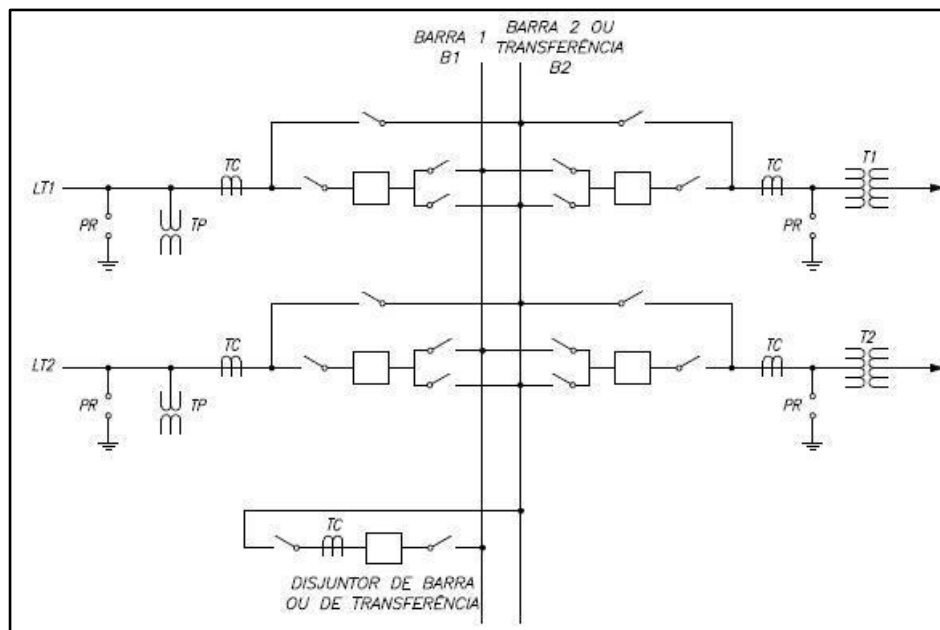 BARRA 1
B1
BARRA 2 OU
TRANSFERÊNCIA
B2
TC
TC
T1
LT1
PR
TP
PR
TC
TC
T2
LT2
PR
TP
PR
TC
DISJUNTOR DE BARRA
OU DE TRANSFERÊNCIA